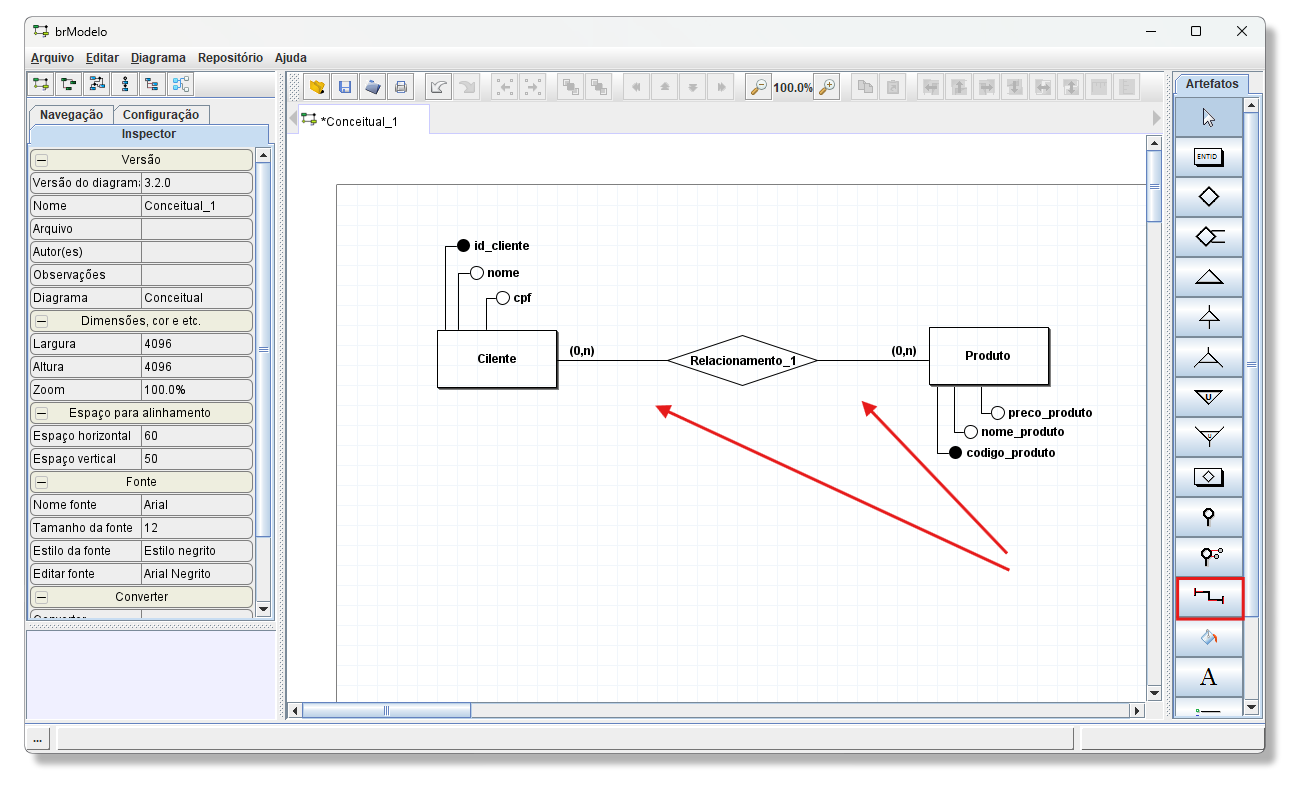 brModelo
Arquivo Editar Diagrama Repositório Ajuda
100.0%
Artefatos
Navegação Configuração
Inspector
*Conceitual_1
Versão
Versão do diagrama 3.2.0
Nome Conceitual_1
Arquivo
Autor(es)
Observações
Diagrama Conceitual
Dimensões, cor e etc.
Largura 4096
Altura 4096
Zoom 100.0%
Espaço para alinhamento
Espaço horizontal 60
Espaço vertical 50
Fonte
Nome fonte Arial
Tamanho da fonte 12
Estilo da fonte Estilo negrito
Editar fonte Arial Negrito
Converter
id_cliente
nome
cpf
Cilente
(0,n)
Relacionamento_1
(0,n)
Produto
preco_produto
nome_produto
codigo_produto
ENTID
U
A
...